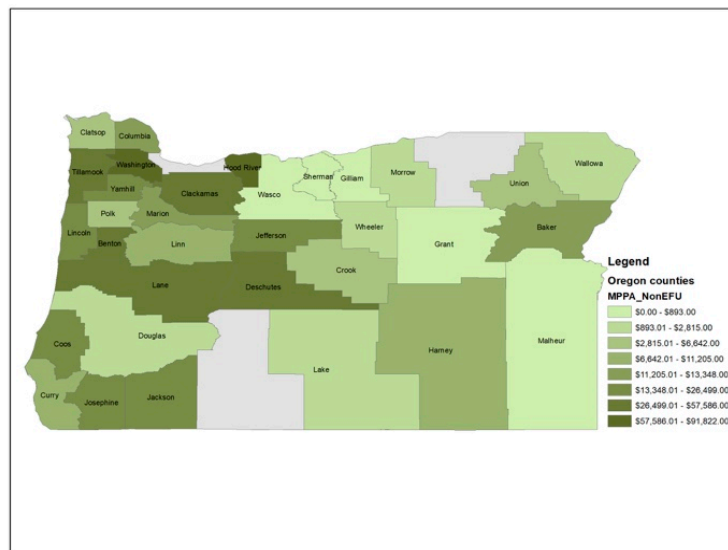 Clatsop
Columbia
Tillamook
Washington
Hood River
Yamhill
Clackamas
Wasco
Sherman
Gilliam
Morrow
Union
Wallowa
Polk
Marion
Lincoln
Benton
Linn
Jefferson
Wheeler
Grant
Baker
Crook
Lane
Deschutes
Coos
Douglas
Lake
Harney
Malheur
Curry
Josephine
Jackson
Legend
Oregon counties
MPPA_NonEFU
$0.00 - $893.00
$893.01 - $2,815.00
$2,815.01 - $6,642.00
$6,642.01 - $11,205.00
$11,205.01 - $13,348.00
$13,348.01 - $26,499.00
$26,499.01 - $57,586.00
$57,586.01 - $91,822.00